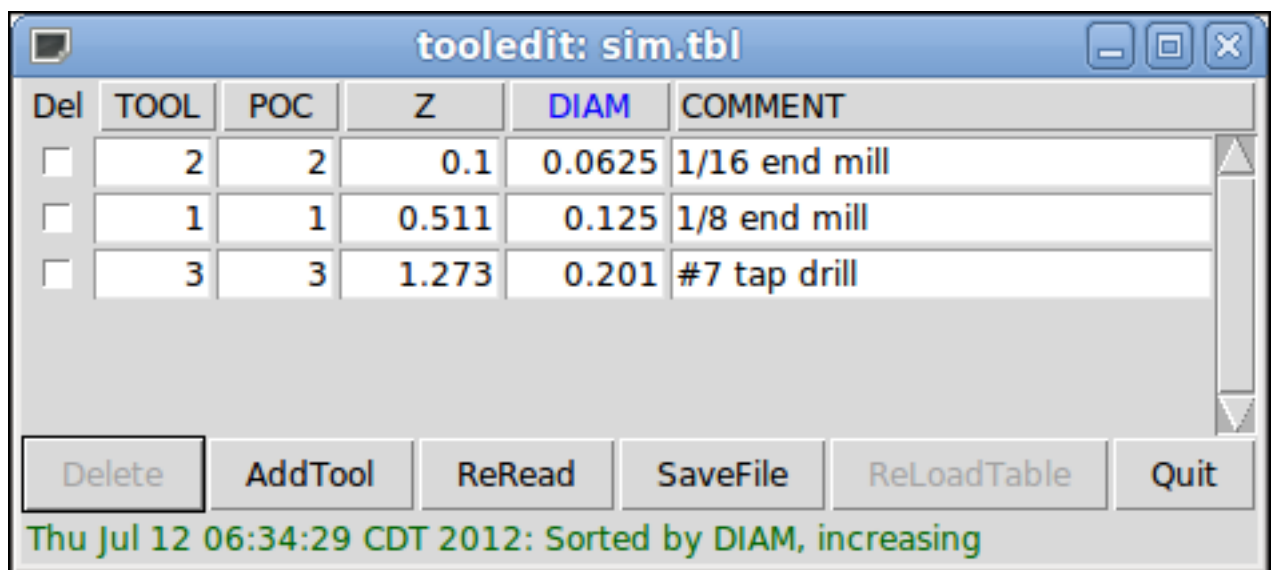 tooledit: sim.tbl
Del TOOL POC Z DIAM COMMENT
2 2 0.1 0.0625 1/16 end mill
1 1 0.511 0.125 1/8 end mill
3 3 1.273 0.201 #7 tap drill
Delete AddTool ReRead SaveFile ReLoadTable Quit
Thu Jul 12 06:34:29 CDT 2012: Sorted by DIAM, increasing